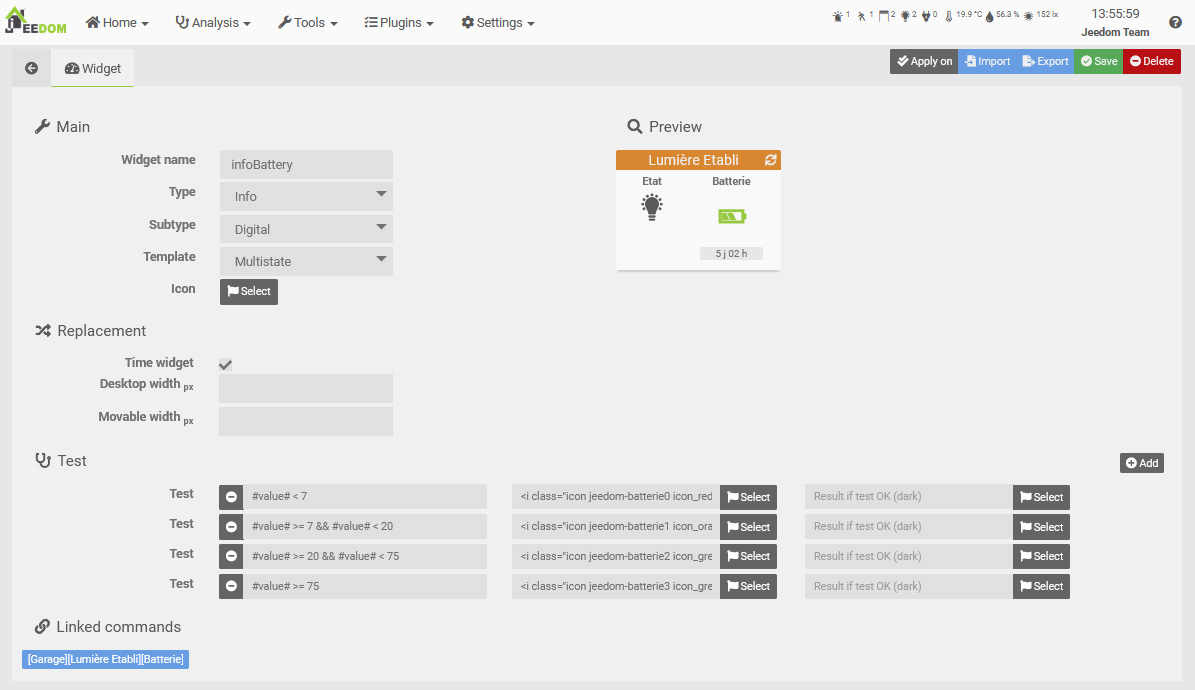 JEEDOM
Home
Analysis
Tools
Plugins
Settings
1 1 2 2 0 19.9 °C 56.3 % 152 lx
13:55:59
Jeedom Team
Widget
Apply on
Import
Export
Save
Delete
Main
Widget name infoBattery
Type Info
Subtype Digital
Template Multistate
Icon Select
Preview
Lumière Etabli
Etat Batterie
5 j 02 h
Replacement
Time widget
Desktop width px
Movable width px
Test
Add
Test #value# < 7 <i class="icon jeedom-batterie0 icon_red Select Result if test OK (dark) Select
Test #value# >= 7 && #value# < 20 <i class="icon jeedom-batterie1 icon_ora Select Result if test OK (dark) Select
Test #value# >= 20 && #value# < 75 <i class="icon jeedom-batterie2 icon_gre Select Result if test OK (dark) Select
Test #value# >= 75 <i class="icon jeedom-batterie3 icon_gre Select Result if test OK (dark) Select
Linked commands
[Garage][Lumière Etabli][Batterie]